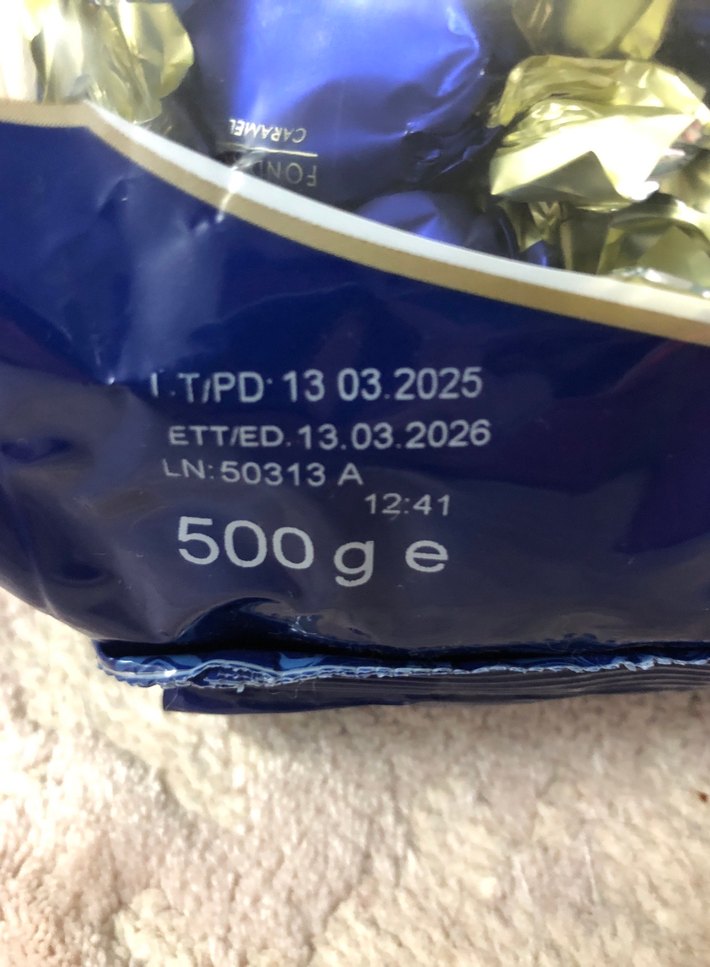 CARAMEL
T/PD 13 03.2025
ETT/ED.13.03.2026
LN:50313 A
12:41
500 g e